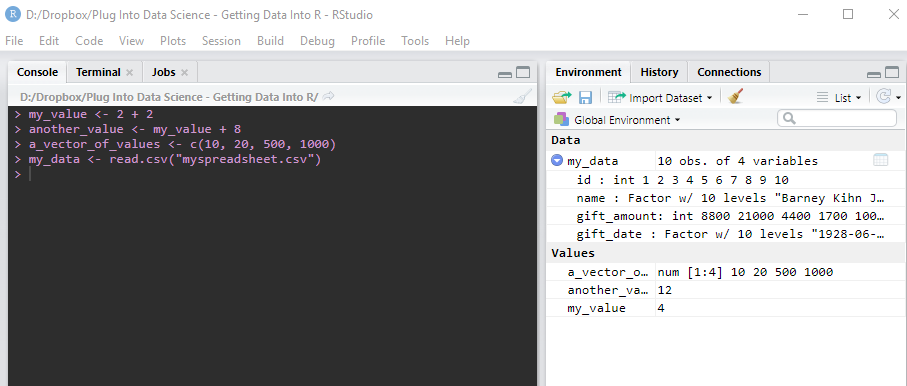 R D:/Dropbox/Plug Into Data Science - Getting Data Into R - RStudio
File Edit Code View Plots Session Build Debug Profile Tools Help
Console Terminal × Jobs ×
D:/Dropbox/Plug Into Data Science - Getting Data Into R/
> my_value <- 2 + 2
> another_value <- my_value + 8
> a_vector_of_values <- c(10, 20, 500, 1000)
> my_data <- read.csv("myspreadsheet.csv")
>
Environment History Connections
Import Dataset List
R Global Environment
Data
my_data 10 obs. of 4 variables
id : int 1 2 3 4 5 6 7 8 9 10
name : Factor w/ 10 levels "Barney Kihn J…
gift_amount: int 8800 21000 4400 1700 100…
gift_date : Factor w/ 10 levels "1928-06-…
Values
a_vector_o… num [1:4] 10 20 500 1000
another_va… 12
my_value 4